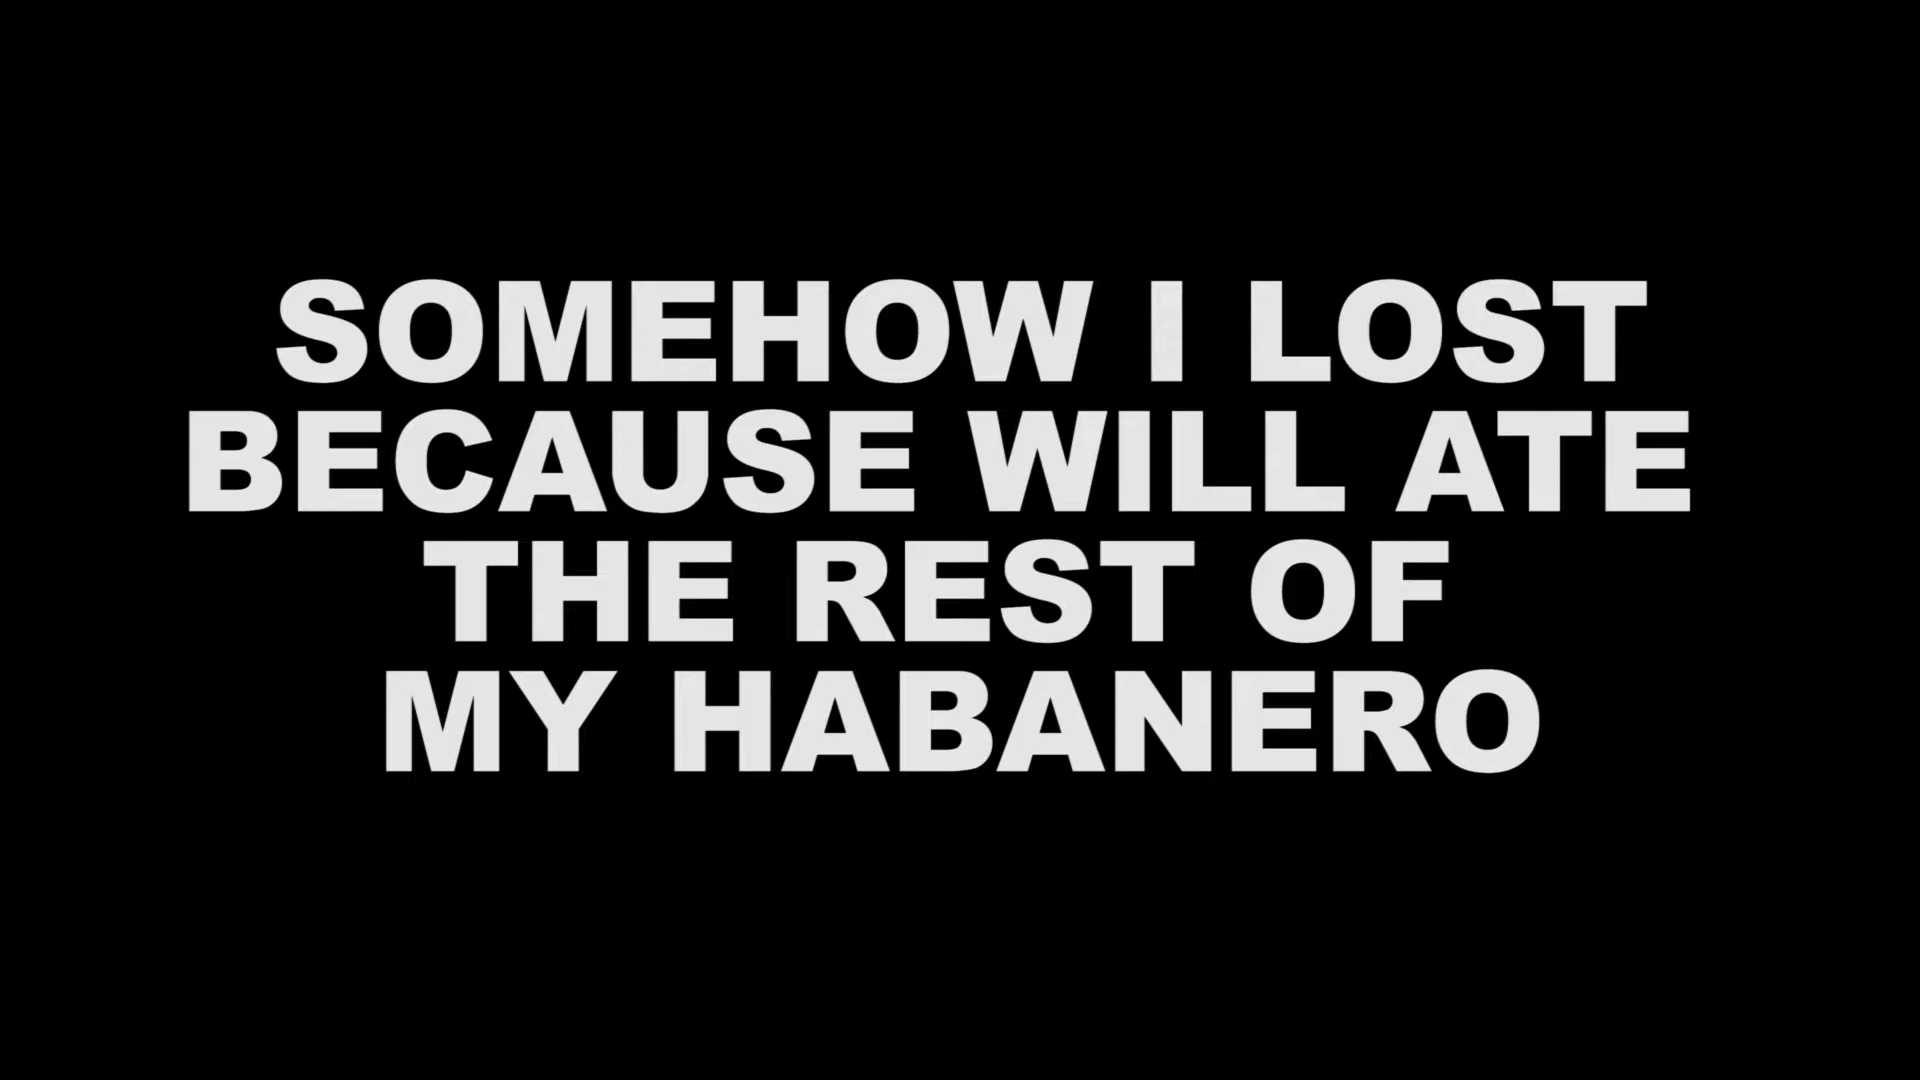 SOMEHOW I LOST
BECAUSE WILL ATE
THE REST OF
MY HABANERO